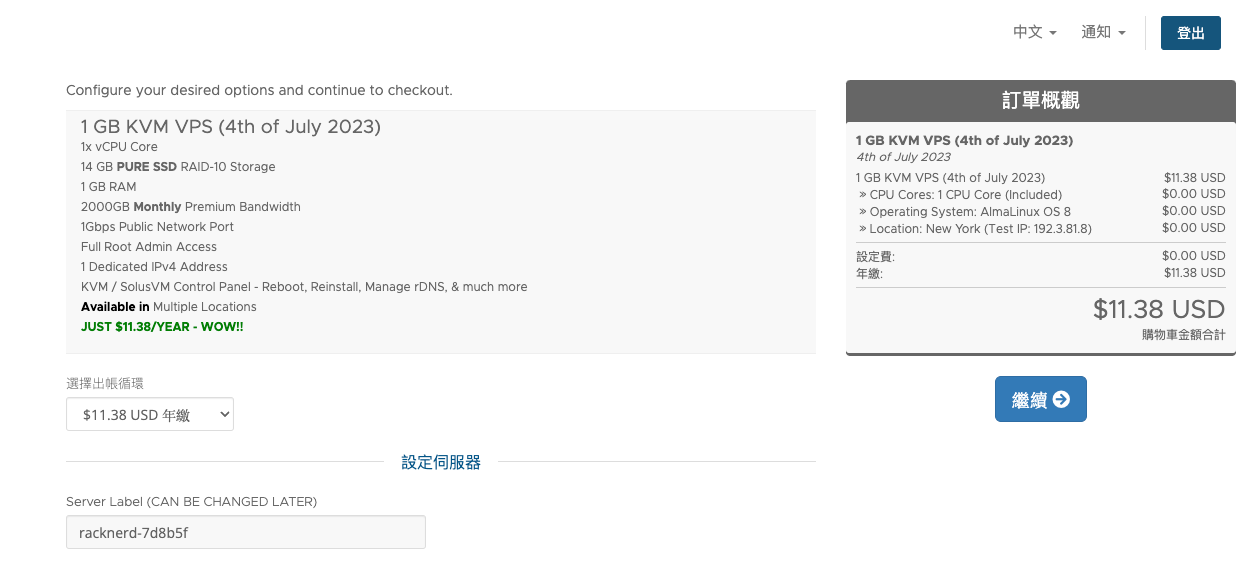 中文
通知
登出
Configure your desired options and continue to checkout.
1 GB KVM VPS (4th of July 2023)
1x vCPU Core
14 GB PURE SSD RAID-10 Storage
1 GB RAM
2000GB Monthly Premium Bandwidth
1Gbps Public Network Port
Full Root Admin Access
1 Dedicated IPv4 Address
KVM / SolusVM Control Panel - Reboot, Reinstall, Manage rDNS, & much more
Available in Multiple Locations
JUST $11.38/YEAR - WOW!!
選擇出帳循環
$11.38 USD 年繳
設定伺服器
Server Label (CAN BE CHANGED LATER)
racknerd-7d8b5f
訂單概觀
1 GB KVM VPS (4th of July 2023)
4th of July 2023
1 GB KVM VPS (4th of July 2023) $11.38 USD
» CPU Cores: 1 CPU Core (Included) $0.00 USD
» Operating System: AlmaLinux OS 8 $0.00 USD
» Location: New York (Test IP: 192.3.81.8) $0.00 USD
設定費: $0.00 USD
年繳: $11.38 USD
$11.38 USD
購物車金額合計
繼續